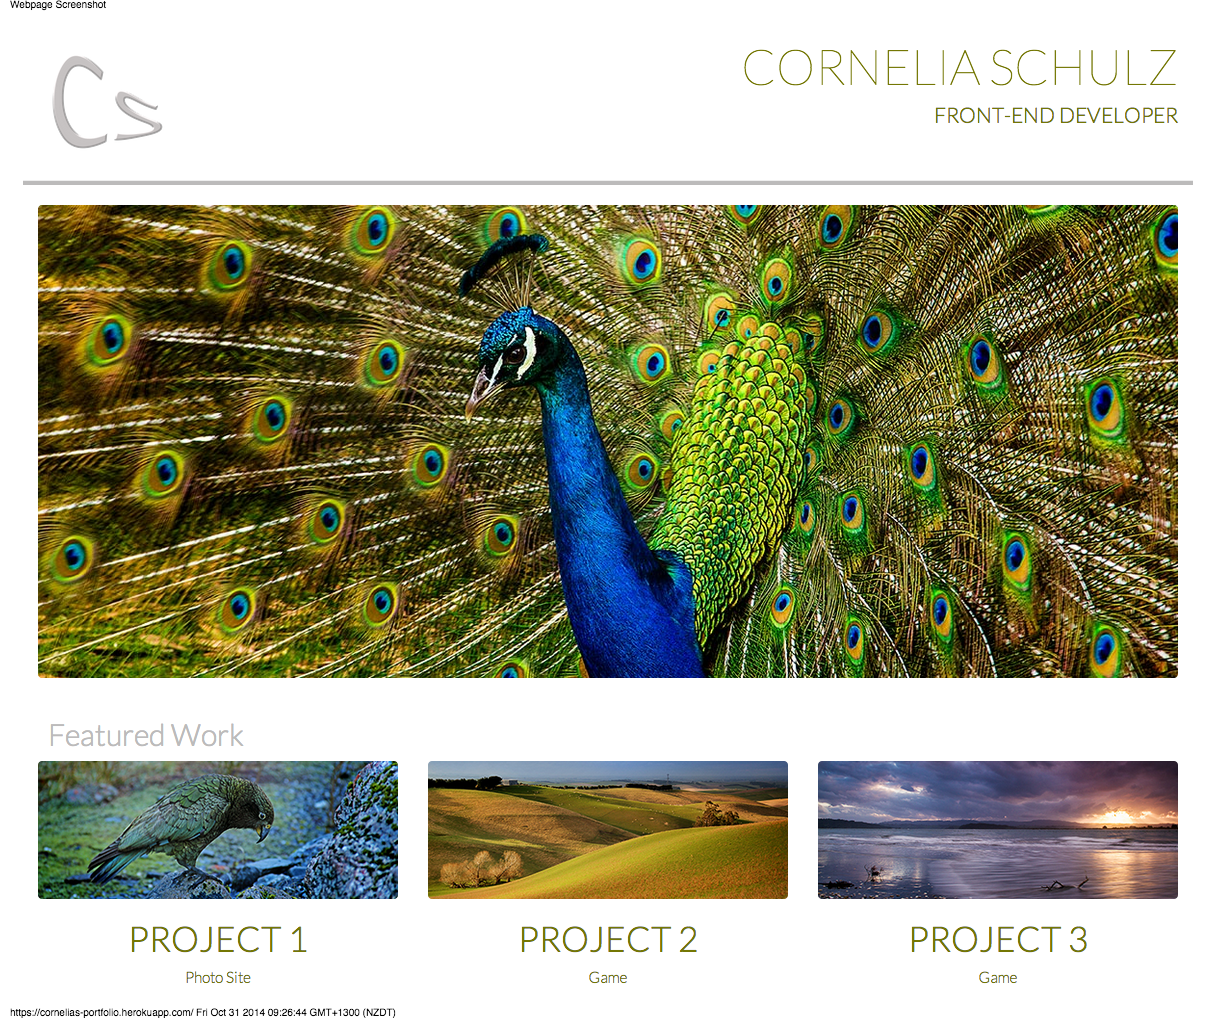 Webpage Screenshot
Cs
CORNELIA SCHULZ
FRONT-END DEVELOPER
Featured Work
PROJECT 1
Photo Site
PROJECT 2
Game
PROJECT 3
Game
https://cornelias-portfolio.herokuapp.com/ Fri Oct 31 2014 09:26:44 GMT+1300 (NZDT)